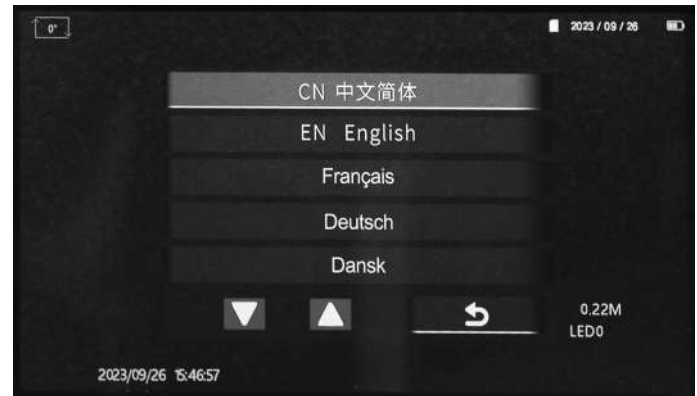 0°
2023 / 09 / 26
CN 中文简体
EN English
Français
Deutsch
Dansk
0.22M
LED0
2023/09/26 15:46:57